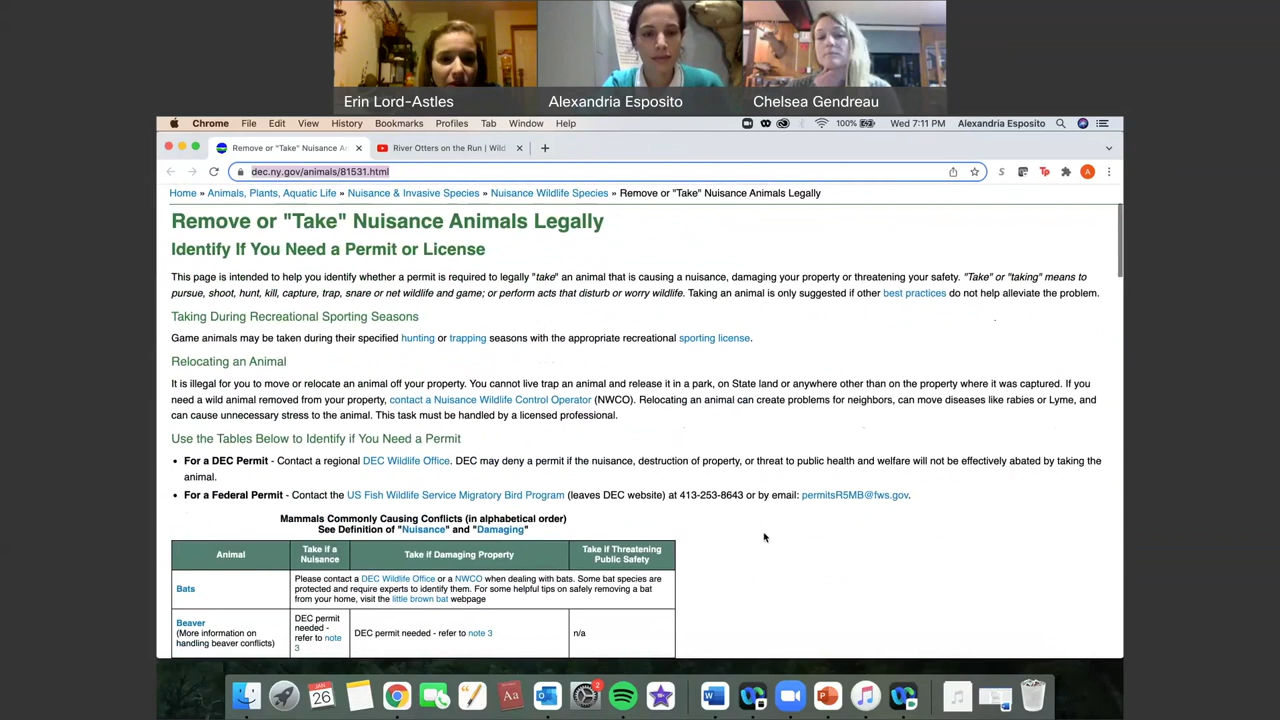 Erin Lord-Astles
Alexandria Esposito
Chelsea Gendreau
Chrome File Edit View History Bookmarks Profiles Tab Window Help
100% Wed 7:11 PM Alexandria Esposito
Remove or "Take" Nuisance A
River Otters on the Run | Wild
dec.ny.gov/animals/81531.html
Home » Animals, Plants, Aquatic Life » Nuisance & Invasive Species » Nuisance Wildlife Species » Remove or "Take" Nuisance Animals Legally
Remove or "Take" Nuisance Animals Legally
Identify If You Need a Permit or License
This page is intended to help you identify whether a permit is required to legally "take" an animal that is causing a nuisance, damaging your property or threatening your safety. "Take" or "taking" means to
pursue, shoot, hunt, kill, capture, trap, snare or net wildlife and game; or perform acts that disturb or worry wildlife. Taking an animal is only suggested if other best practices do not help alleviate the problem.
Taking During Recreational Sporting Seasons
Game animals may be taken during their specified hunting or trapping seasons with the appropriate recreational sporting license.
Relocating an Animal
It is illegal for you to move or relocate an animal off your property. You cannot live trap an animal and release it in a park, on State land or anywhere other than on the property where it was captured. If you
need a wild animal removed from your property, contact a Nuisance Wildlife Control Operator (NWCO). Relocating an animal can create problems for neighbors, can move diseases like rabies or Lyme, and
can cause unnecessary stress to the animal. This task must be handled by a licensed professional.
Use the Tables Below to Identify if You Need a Permit
• For a DEC Permit - Contact a regional DEC Wildlife Office. DEC may deny a permit if the nuisance, destruction of property, or threat to public health and welfare will not be effectively abated by taking the
animal.
• For a Federal Permit - Contact the US Fish Wildlife Service Migratory Bird Program (leaves DEC website) at 413-253-8643 or by email: permitsR5MB@fws.gov.
Mammals Commonly Causing Conflicts (in alphabetical order)
See Definition of "Nuisance" and "Damaging"
Animal
Take if a
Nuisance
Take if Damaging Property
Take if Threatening
Public Safety
Bats
Please contact a DEC Wildlife Office or a NWCO when dealing with bats. Some bat species are
protected and require experts to identify them. For some helpful tips on safely removing a bat
from your home, visit the little brown bat webpage
Beaver
(More information on
handling beaver conflicts)
DEC permit
needed -
refer to note
3
DEC permit needed - refer to note 3
n/a
JAN
26
Aa
2